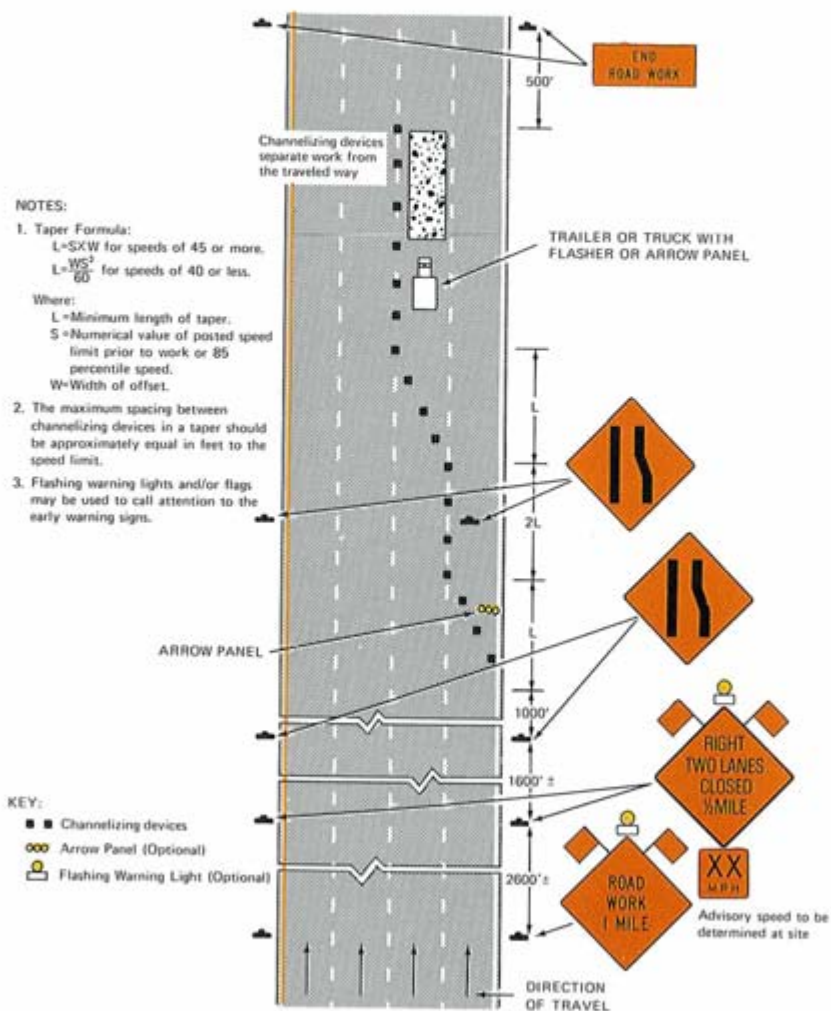 END
ROAD WORK
500'
Channelizing devices
separate work from
the traveled way
NOTES:
1. Taper Formula:
L=SXW for speeds of 45 or more.
L=WS²/60 for speeds of 40 or less.
Where:
L=Minimum length of taper.
S=Numerical value of posted speed
limit prior to work or 85
percentile speed.
W=Width of offset.
2. The maximum spacing between
channelizing devices in a taper should
be approximately equal in feet to the
speed limit.
3. Flashing warning lights and/or flags
may be used to call attention to the
early warning signs.
TRAILER OR TRUCK WITH
FLASHER OR ARROW PANEL
L
2L
L
ARROW PANEL
1000'
1600' ±
2600' ±
RIGHT
TWO LANES
CLOSED
½ MILE
XX
M.P.H
Advisory speed to be
determined at site
ROAD
WORK
1 MILE
KEY:
Channelizing devices
Arrow Panel (Optional)
Flashing Warning Light (Optional)
DIRECTION
OF TRAVEL